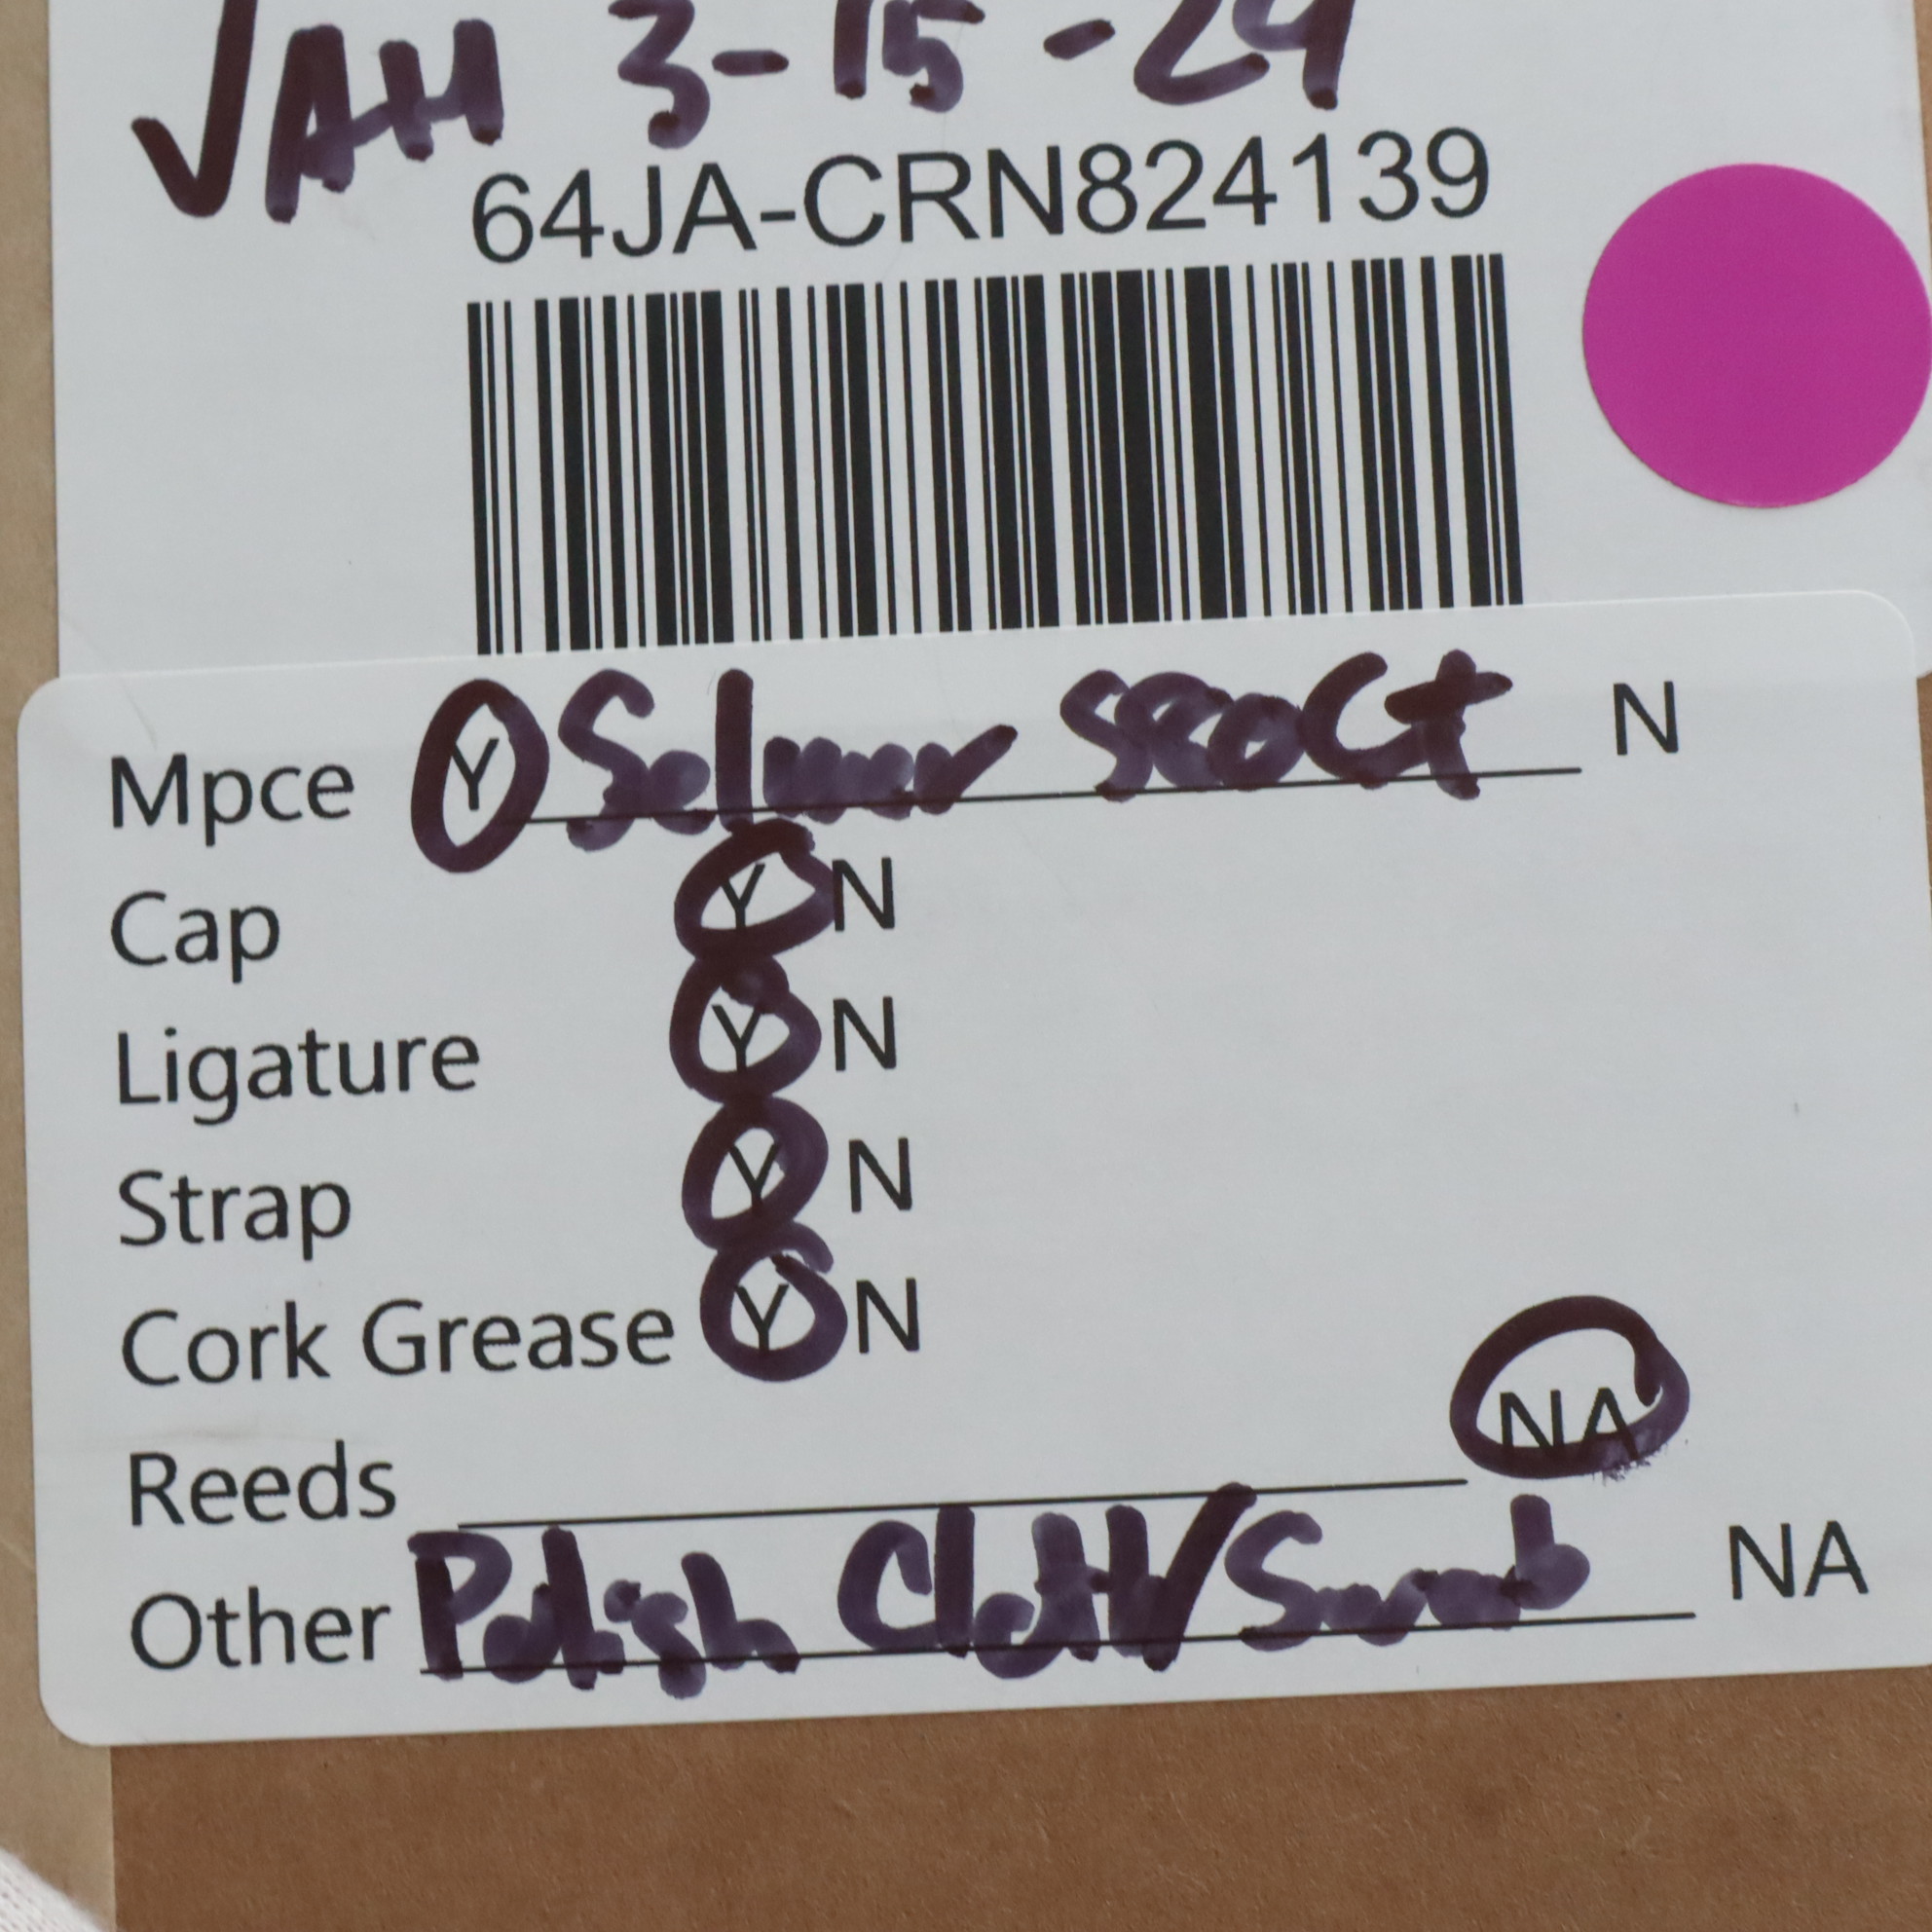 JAH 3-15-24
64JA-CRN824139
Mpce Y Selmer N
Cap Y N
Ligature Y N
Strap Y N
Cork Grease Y N
Reeds NA
Other Polish Cloth/Swab NA